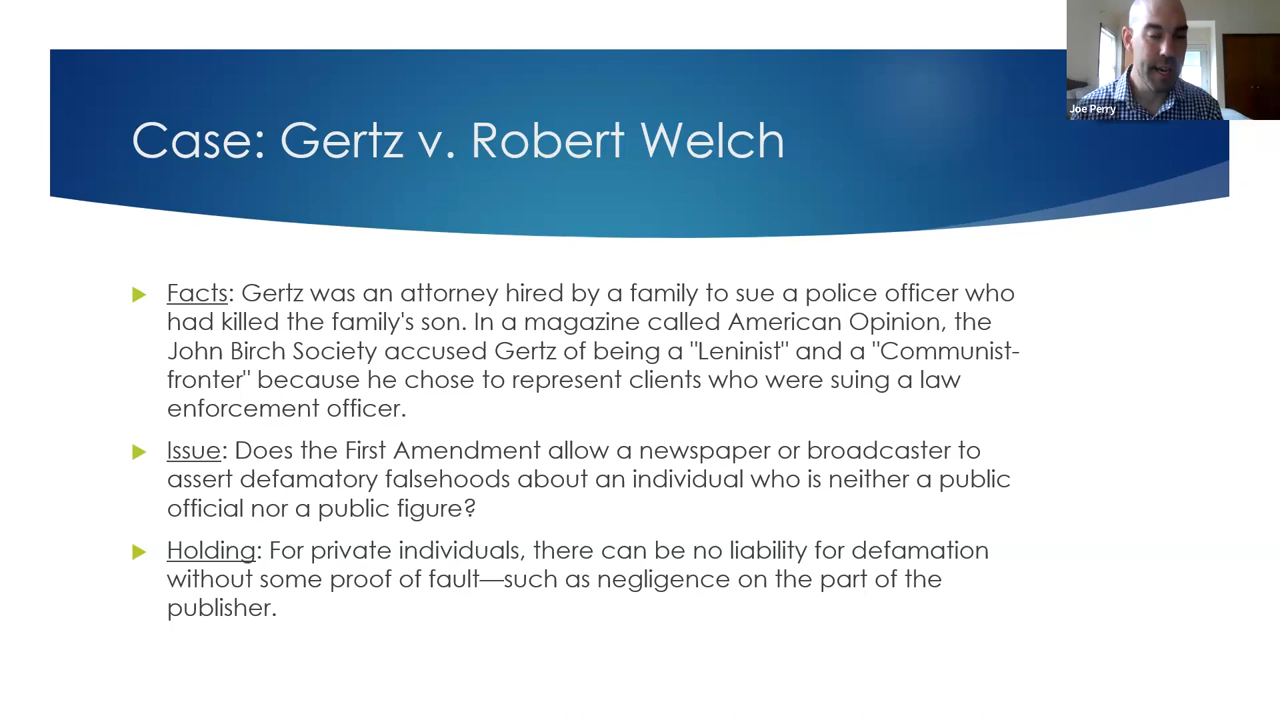 Joe Perry
Case: Gertz v. Robert Welch
Facts: Gertz was an attorney hired by a family to sue a police officer who
had killed the family's son. In a magazine called American Opinion, the
John Birch Society accused Gertz of being a "Leninist" and a "Communist-
fronter" because he chose to represent clients who were suing a law
enforcement officer.
Issue: Does the First Amendment allow a newspaper or broadcaster to
assert defamatory falsehoods about an individual who is neither a public
official nor a public figure?
Holding: For private individuals, there can be no liability for defamation
without some proof of fault—such as negligence on the part of the
publisher.